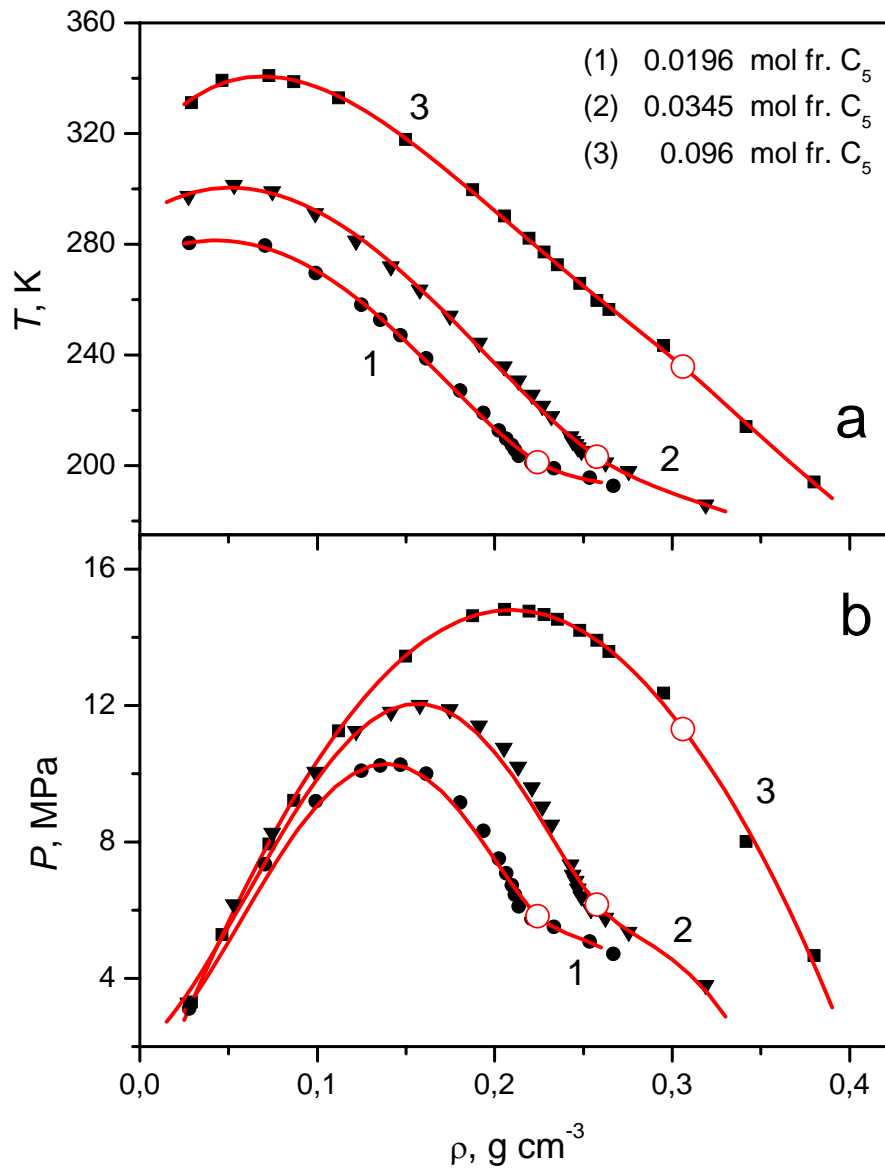 360
320
280
240
200
T, K
(1) 0.0196 mol fr. C5
(2) 0.0345 mol fr. C5
(3) 0.096 mol fr. C5
3
1
2
a
16
12
8
4
P, MPa
b
3
2
1
0,0 0,1 0,2 0,3 0,4
ρ, g cm-3